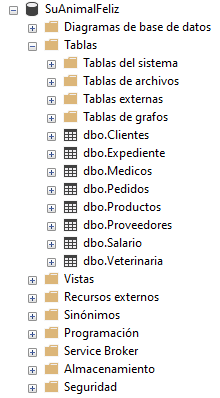 SuAnimalFeliz
Diagramas de base de datos
Tablas
Tablas del sistema
Tablas de archivos
Tablas externas
Tablas de grafos
dbo.Clientes
dbo.Expediente
dbo.Medicos
dbo.Pedidos
dbo.Productos
dbo.Proveedores
dbo.Salario
dbo.Veterinaria
Vistas
Recursos externos
Sinónimos
Programación
Service Broker
Almacenamiento
Seguridad